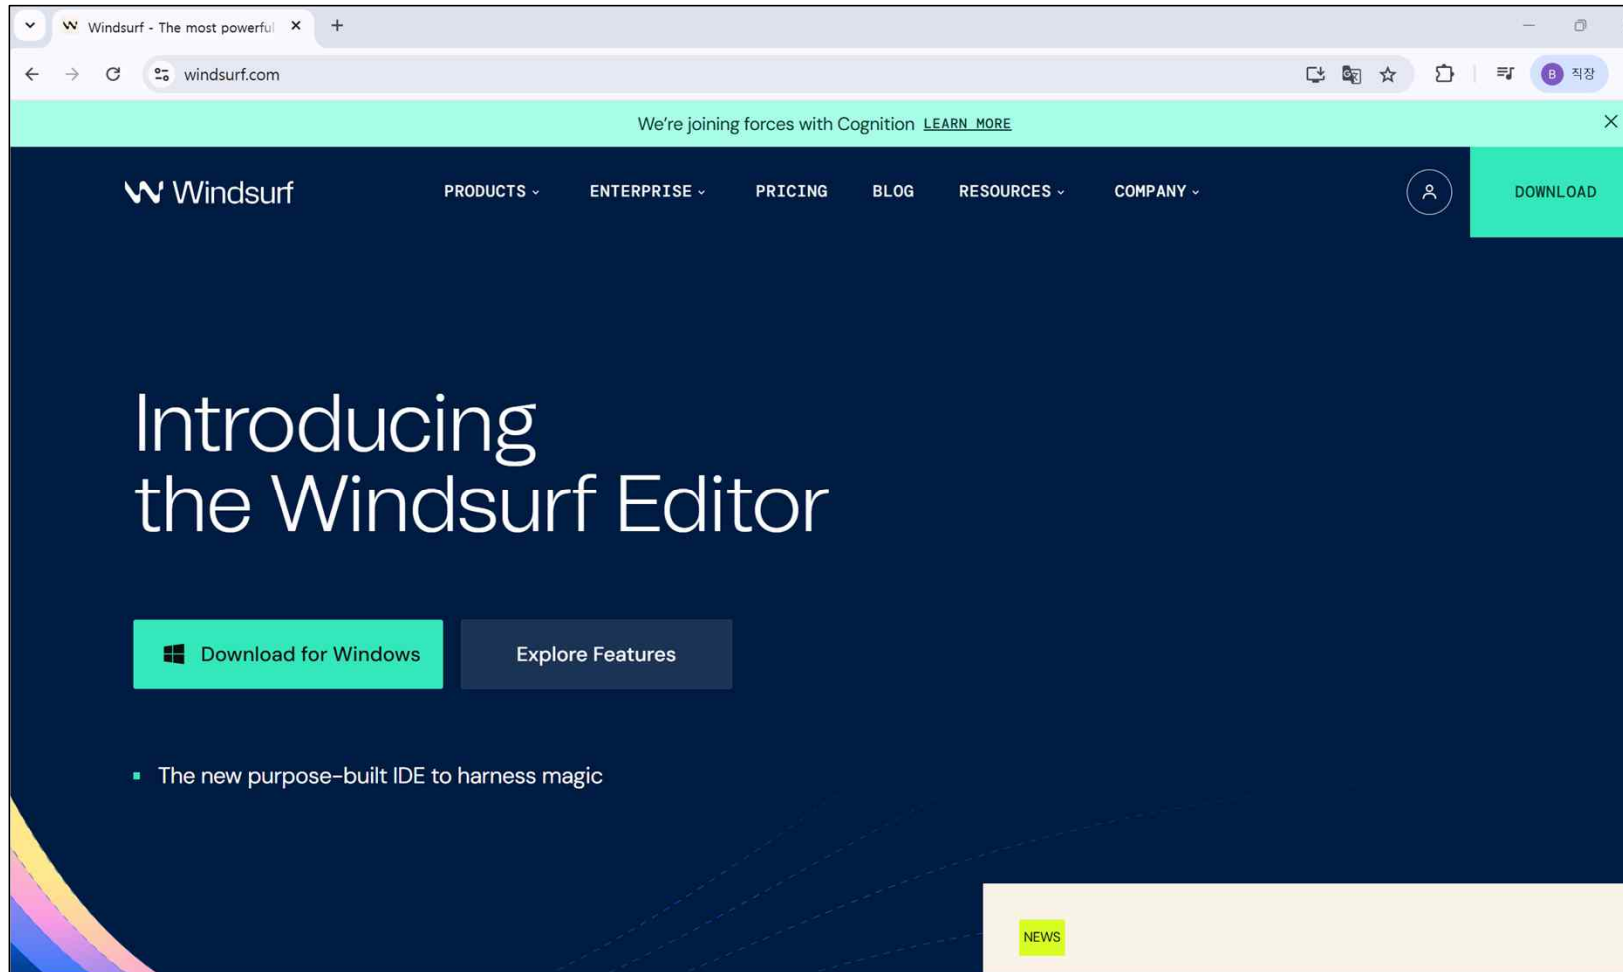 Windsurf - The most powerful
windsurf.com
B 직장
We're joining forces with Cognition LEARN MORE
Windsurf PRODUCTS ENTERPRISE PRICING BLOG RESOURCES COMPANY DOWNLOAD
Introducing
the Windsurf Editor
Download for Windows Explore Features
The new purpose-built IDE to harness magic
NEWS